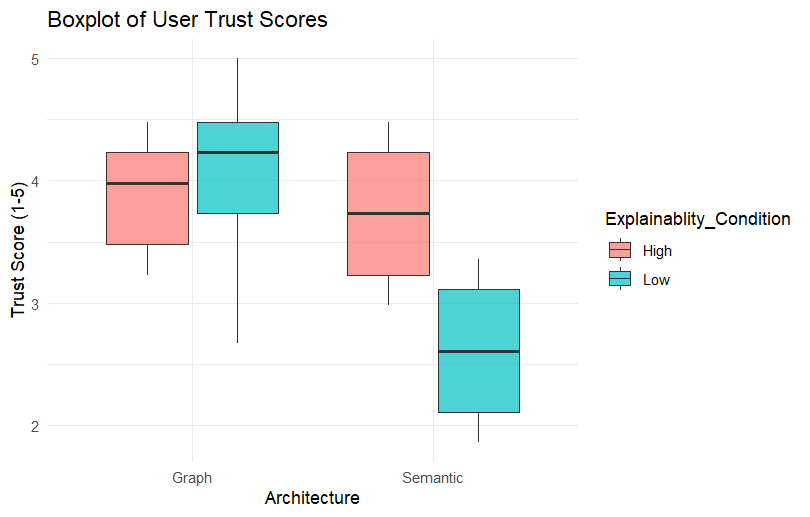 Boxplot of User Trust Scores
Trust Score (1-5)
5
4
3
2
Graph
Semantic
Architecture
Explainablity_Condition
High
Low